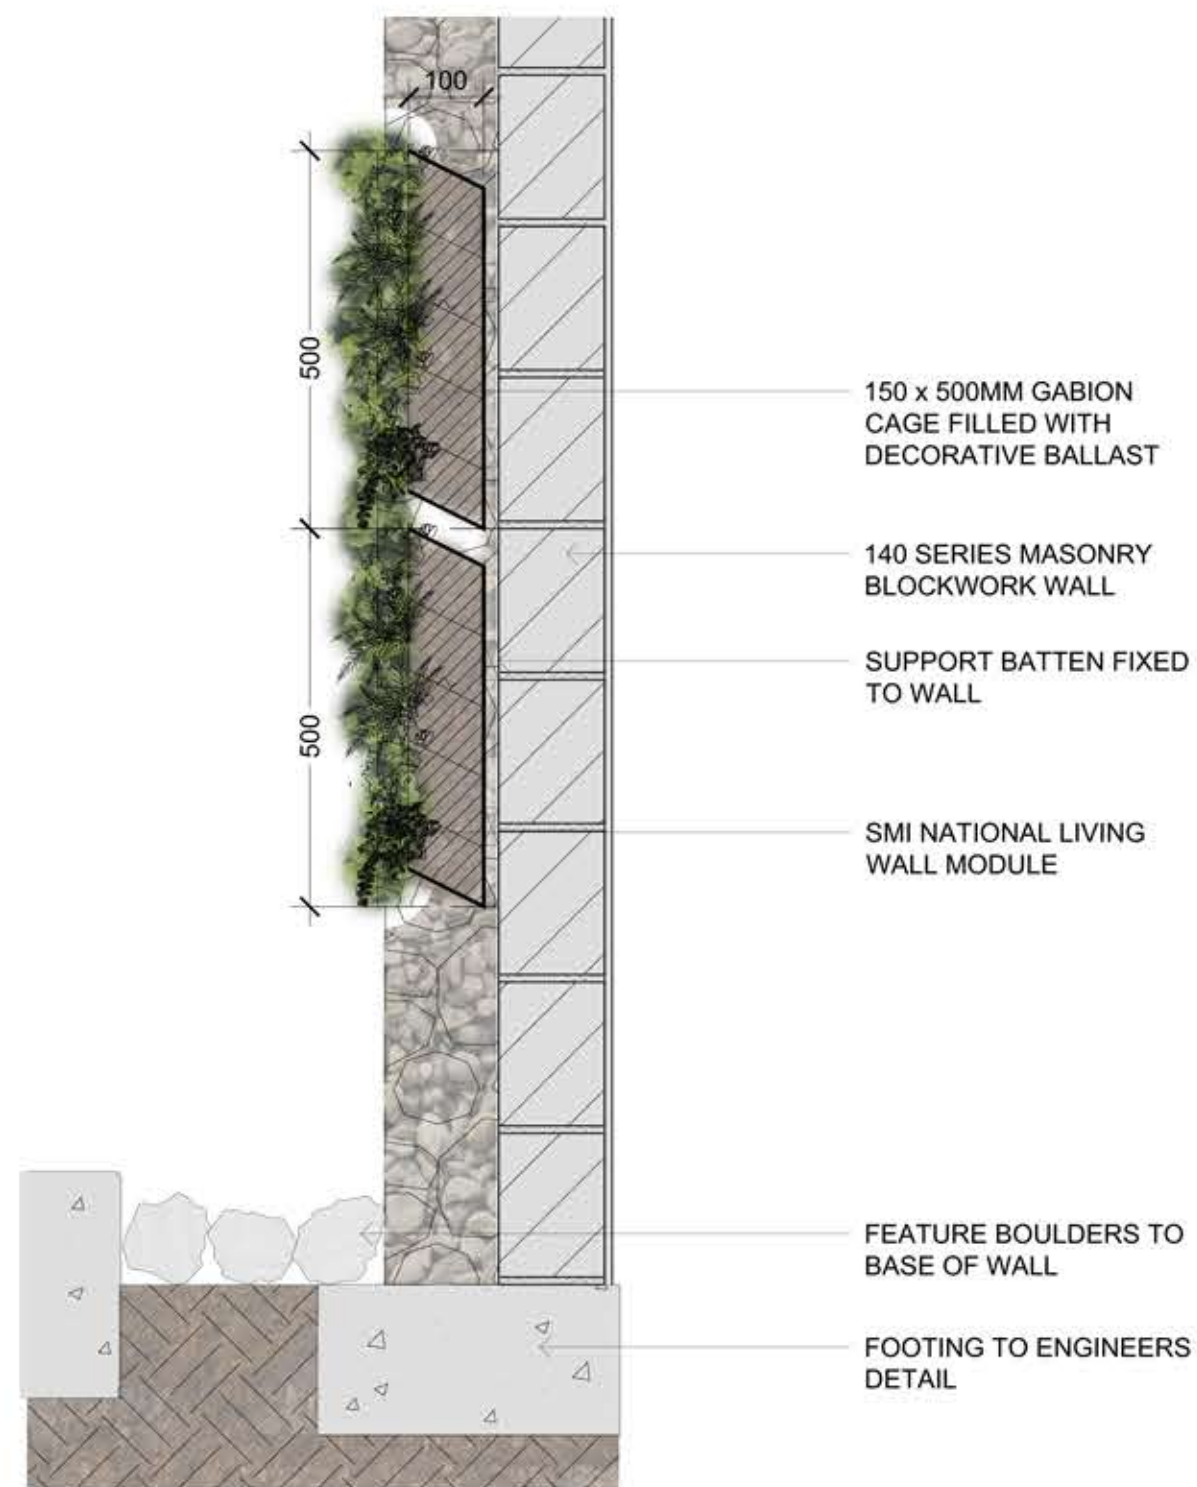 100
500
500
150 x 500MM GABION
CAGE FILLED WITH
DECORATIVE BALLAST
140 SERIES MASONRY
BLOCKWORK WALL
SUPPORT BATTEN FIXED
TO WALL
SMI NATIONAL LIVING
WALL MODULE
FEATURE BOULDERS TO
BASE OF WALL
FOOTING TO ENGINEERS
DETAIL